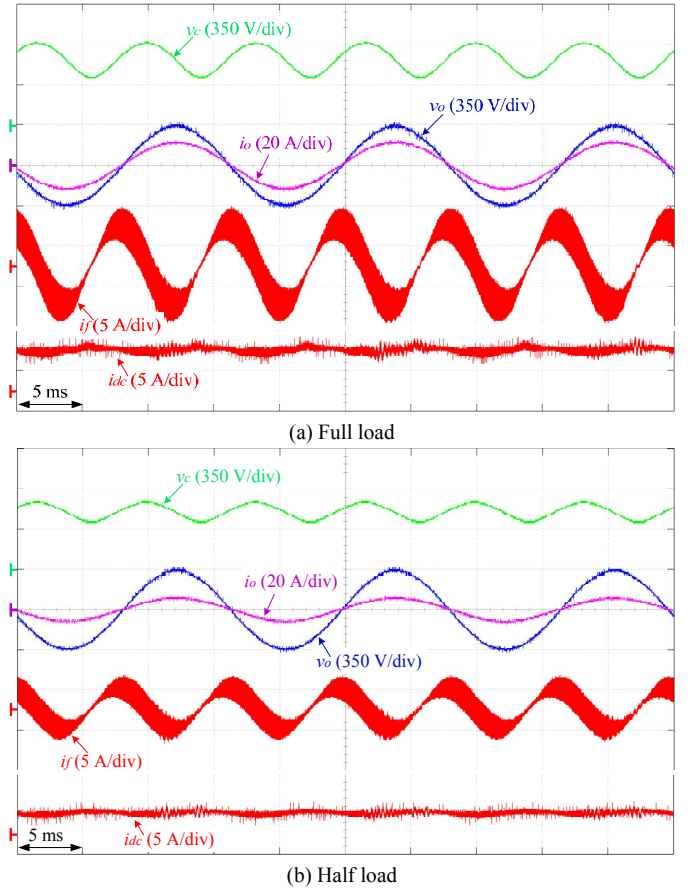 vc (350 V/div)
vo (350 V/div)
io (20 A/div)
if (5 A/div)
idc (5 A/div)
5 ms
(a) Full load
vc (350 V/div)
io (20 A/div)
vo (350 V/div)
if (5 A/div)
idc (5 A/div)
5 ms
(b) Half load